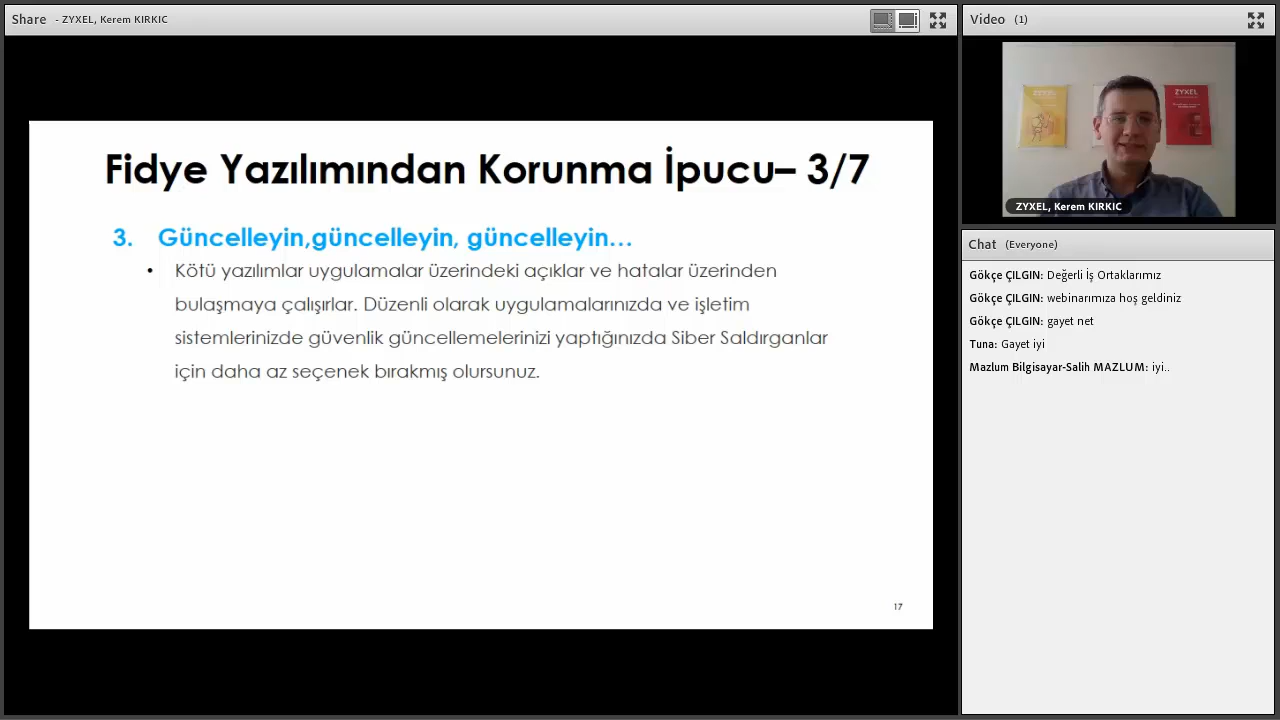 Share - ZYXEL, Kerem KIRKIC
Fidye Yazılımından Korunma İpucu– 3/7
3. Güncelleyin,güncelleyin, güncelleyin…
• Kötü yazılımlar uygulamalar üzerindeki açıklar ve hatalar üzerinden
bulaşmaya çalışırlar. Düzenli olarak uygulamalarınızda ve işletim
sistemlerinizde güvenlik güncellemelerinizi yaptığınızda Siber Saldırganlar
için daha az seçenek bırakmış olursunuz.
17
Video (1)
ZYXEL
ZYXEL
ZYXEL, Kerem KIRKIC
Chat (Everyone)
Gökçe ÇILGIN: Değerli İş Ortaklarımız
Gökçe ÇILGIN: webinarımıza hoş geldiniz
Gökçe ÇILGIN: gayet net
Tuna: Gayet iyi
Mazlum Bilgisayar-Salih MAZLUM: iyi..